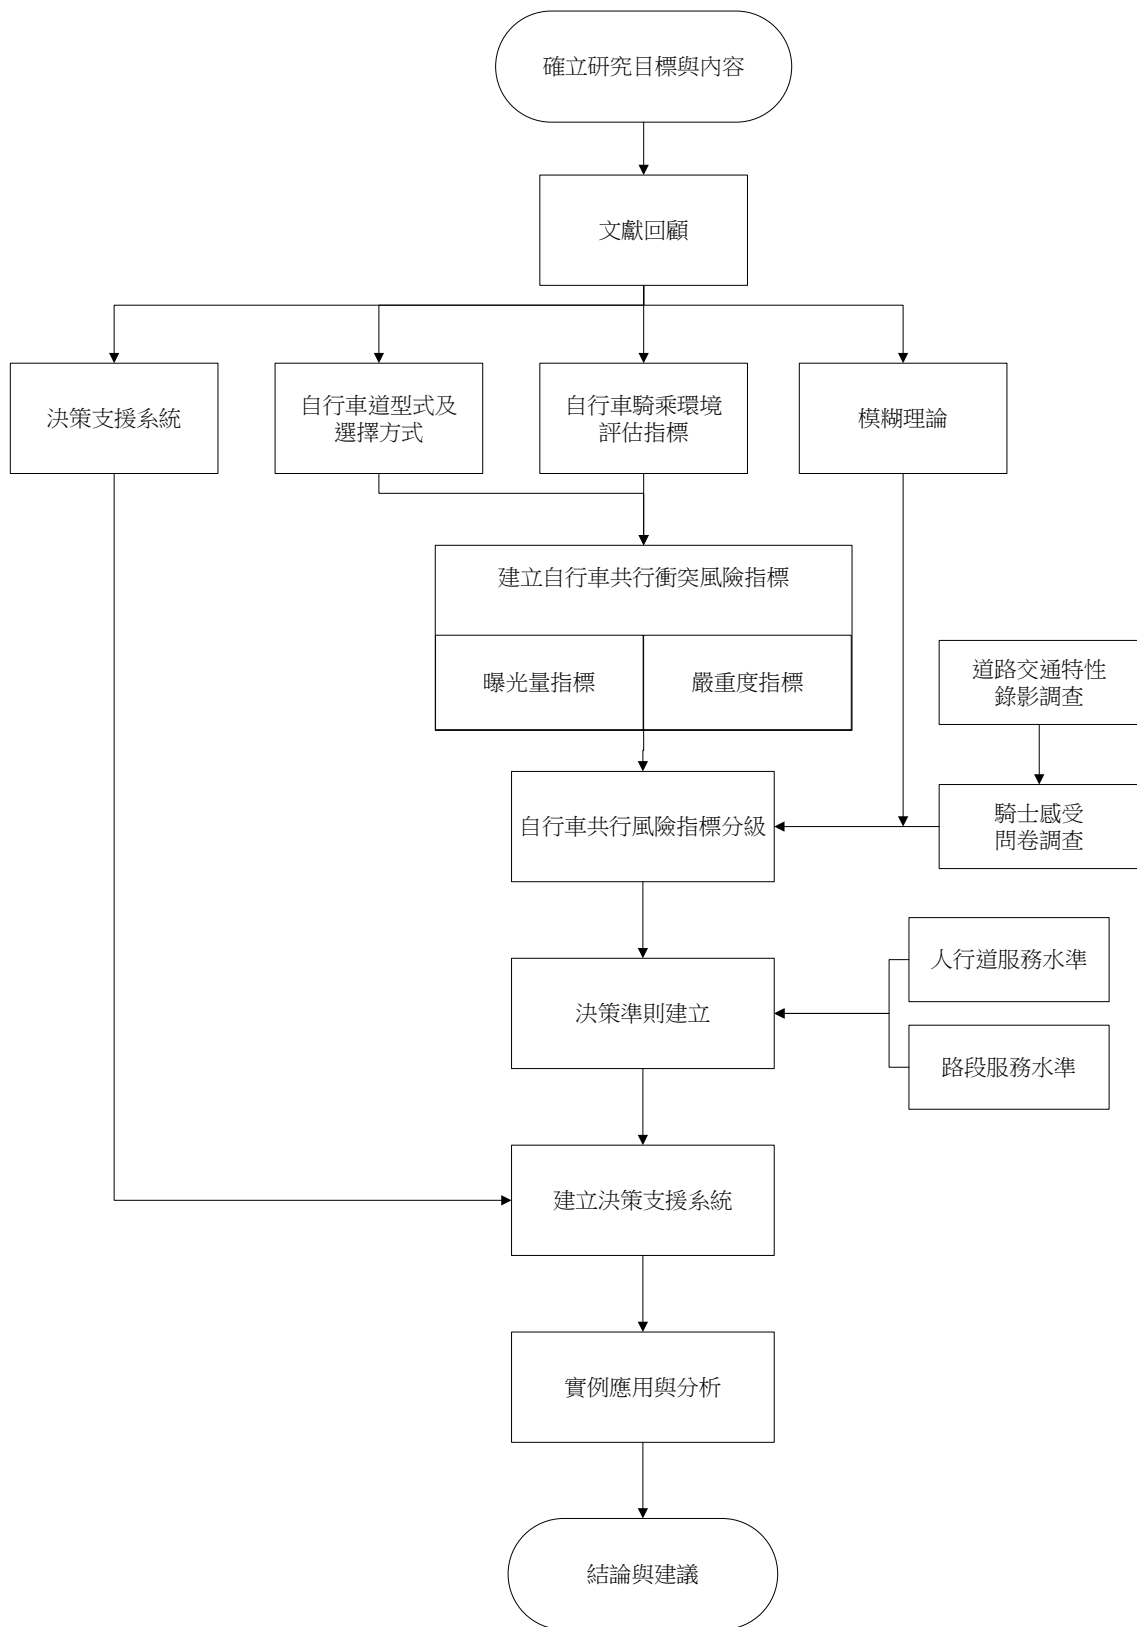 確立研究目標與內容
文獻回顧
決策支援系統
自行車道型式及
選擇方式
自行車騎乘環境
評估指標
模糊理論
建立自行車共行衝突風險指標
曝光量指標
嚴重度指標
道路交通特性
錄影調查
自行車共行風險指標分級
騎士感受
問卷調查
人行道服務水準
決策準則建立
路段服務水準
建立決策支援系統
實例應用與分析
結論與建議